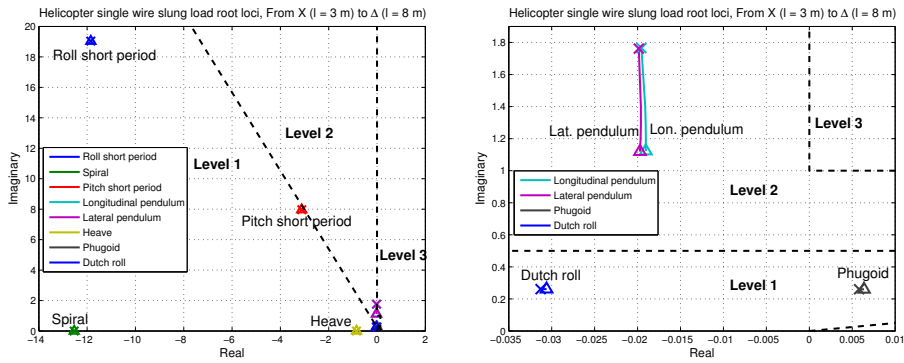 Helicopter single wire slung load root loci, From X (l = 3 m) to Δ (l = 8 m)
20
18
16
14
12
10
8
6
4
2
0
Imaginary
Roll short period
Level 2
Level 1
Pitch short period
Level 3
Spiral
Heave
Roll short period
Spiral
Pitch short period
Longitudinal pendulum
Lateral pendulum
Heave
Phugoid
Dutch roll
−14
−12
−10
−8
−6
−4
−2
0
2
Real
Helicopter single wire slung load root loci, From X (l = 3 m) to Δ (l = 8 m)
1.8
1.6
1.4
1.2
1
0.8
0.6
0.4
0.2
0
Imaginary
Lat. pendulum
Lon. pendulum
Level 3
Level 2
Longitudinal pendulum
Lateral pendulum
Phugoid
Dutch roll
Dutch roll
Level 1
Phugoid
−0.035
−0.03
−0.025
−0.02
−0.015
−0.01
−0.005
0
0.005
0.01
Real